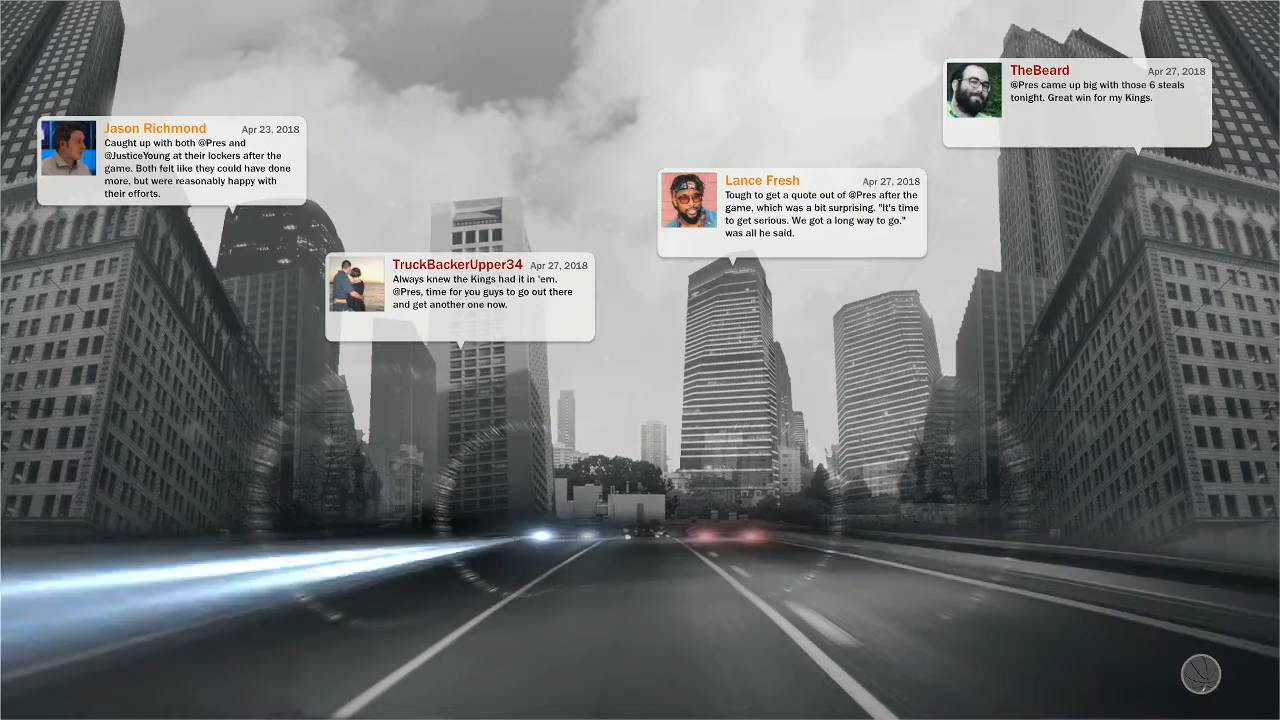 Jason Richmond Apr 23. 2018
Caught up with both @Pres and
@JusticeYoung at their lockers after the
game. Both felt like they could have done
more, but were reasonably happy with
their efforts.
TruckBackerUpper34 Apr 27, 2018
Always knew the Kings had it in 'em.
@Pres, time for you guys to go out there
and get another one now.
Lance Fresh Apr 27, 2018
Tough to get a quote out of @Pres after the
game, which was a bit surprising. "It's time
to get serious. We got a long way to go."
was all he said.
TheBeard Apr 27, 2018
@Pres came up big with those 6 steals
tonight. Great win for my Kings.